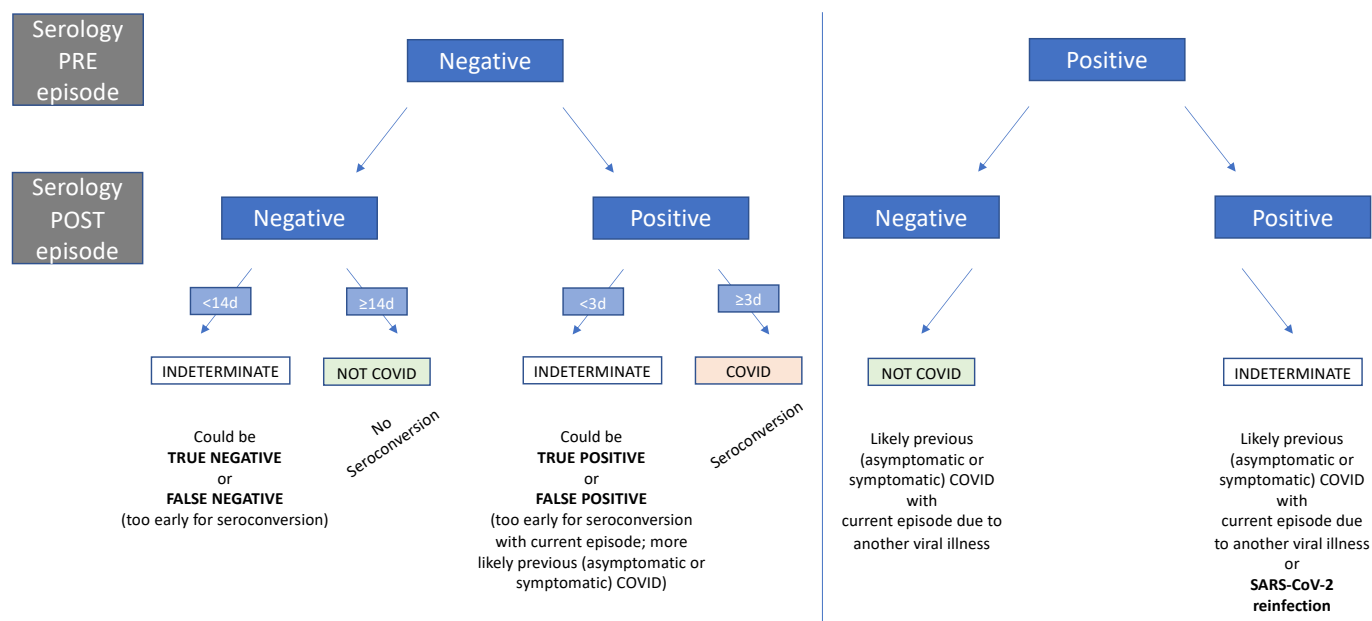 Serology
PRE
episode
Negative
Positive
Serology
POST
episode
Negative
Positive
Negative
Positive
<14d
≥14d
<3d
≥3d
INDETERMINATE
NOT COVID
INDETERMINATE
COVID
NOT COVID
INDETERMINATE
Could be
TRUE NEGATIVE
or
FALSE NEGATIVE
(too early for seroconversion)
No
Seroconversion
Could be
TRUE POSITIVE
or
FALSE POSITIVE
(too early for seroconversion
with current episode; more
likely previous (asymptomatic or
symptomatic) COVID)
Seroconversion
Likely previous
(asymptomatic or
symptomatic) COVID
with
current episode due to
another viral illness
Likely previous
(asymptomatic or
symptomatic) COVID
with
current episode due
to another viral illness
or
SARS-CoV-2
reinfection